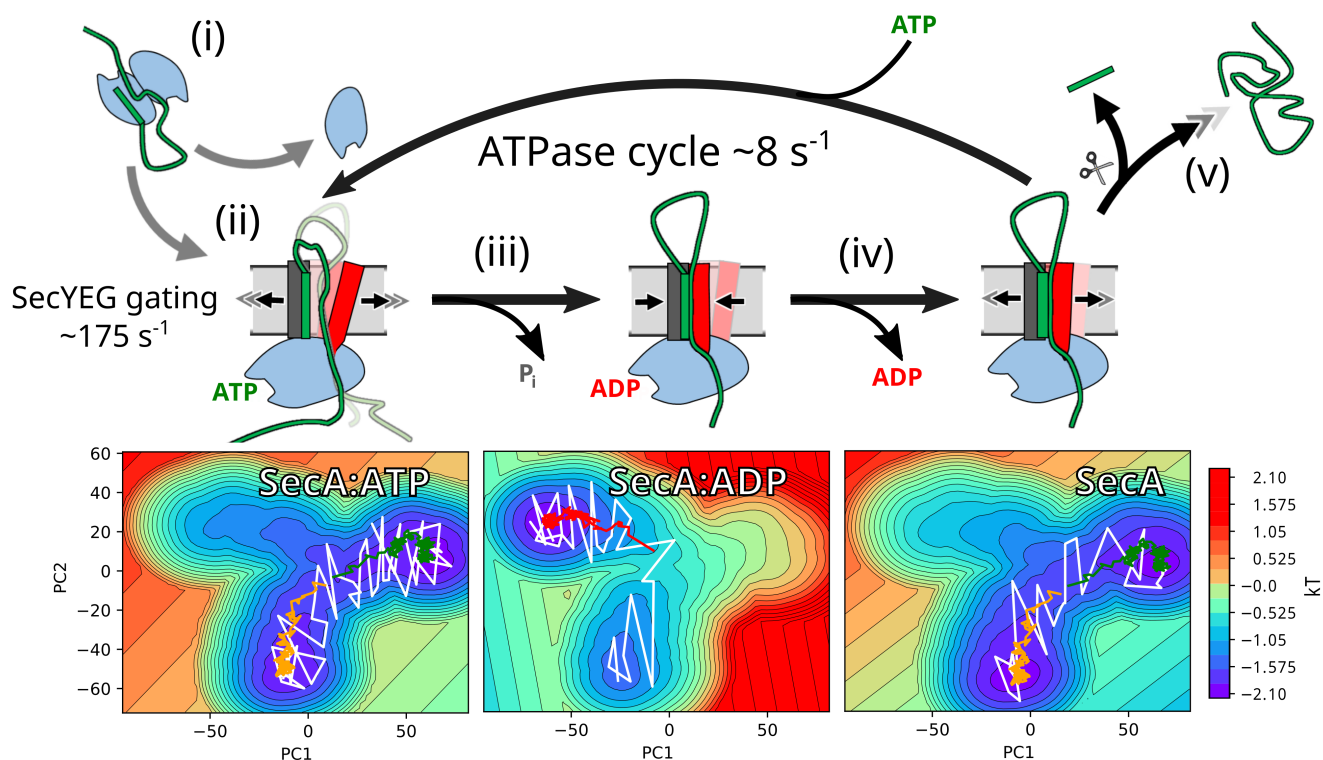 (i)
ATP
ATPase cycle ~8 s⁻¹
(v)
(ii)
(iii)
(iv)
SecYEG gating
~175 s⁻¹
ATP
Pᵢ
ADP
ADP
SecA:ATP
SecA:ADP
SecA
60
40
20
0
−20
−40
−60
PC2
−50 0 50
PC1
−50 0 50
PC1
−50 0 50
PC1
2.10
1.575
1.05
0.525
−0.0
−0.525
−1.05
−1.575
−2.10
kT